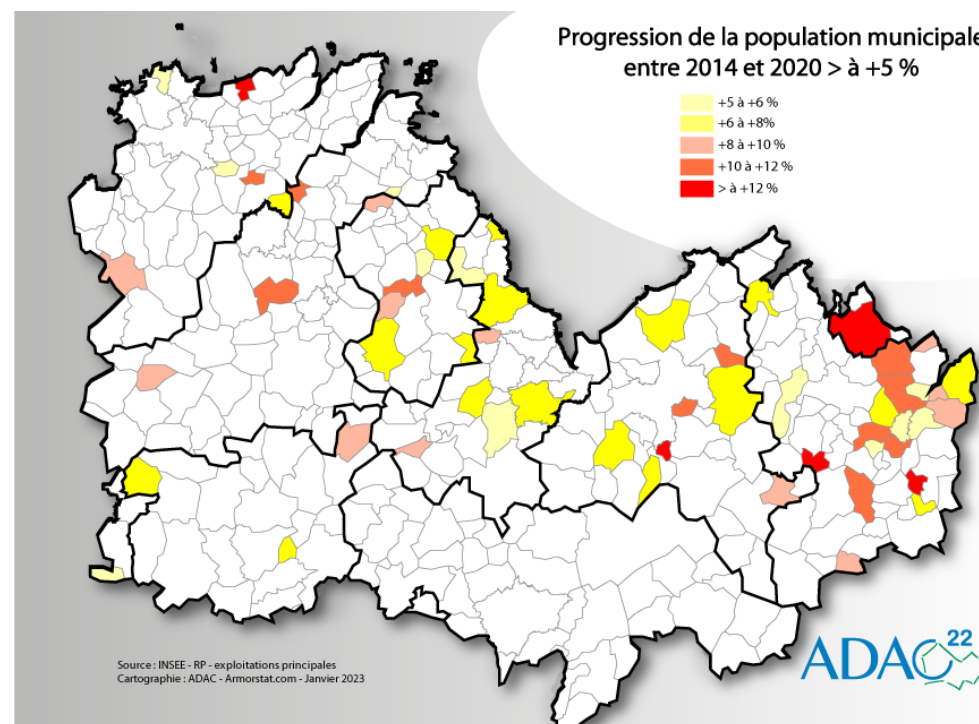 Progression de la population municipale
entre 2014 et 2020 > à +5 %
+5 à +6 %
+6 à +8%
+8 à +10 %
+10 à +12 %
> à +12 %
Source : INSEE - RP - exploitations principales
Cartographie : ADAC - Armorstat.com - Janvier 2023
ADAC 22